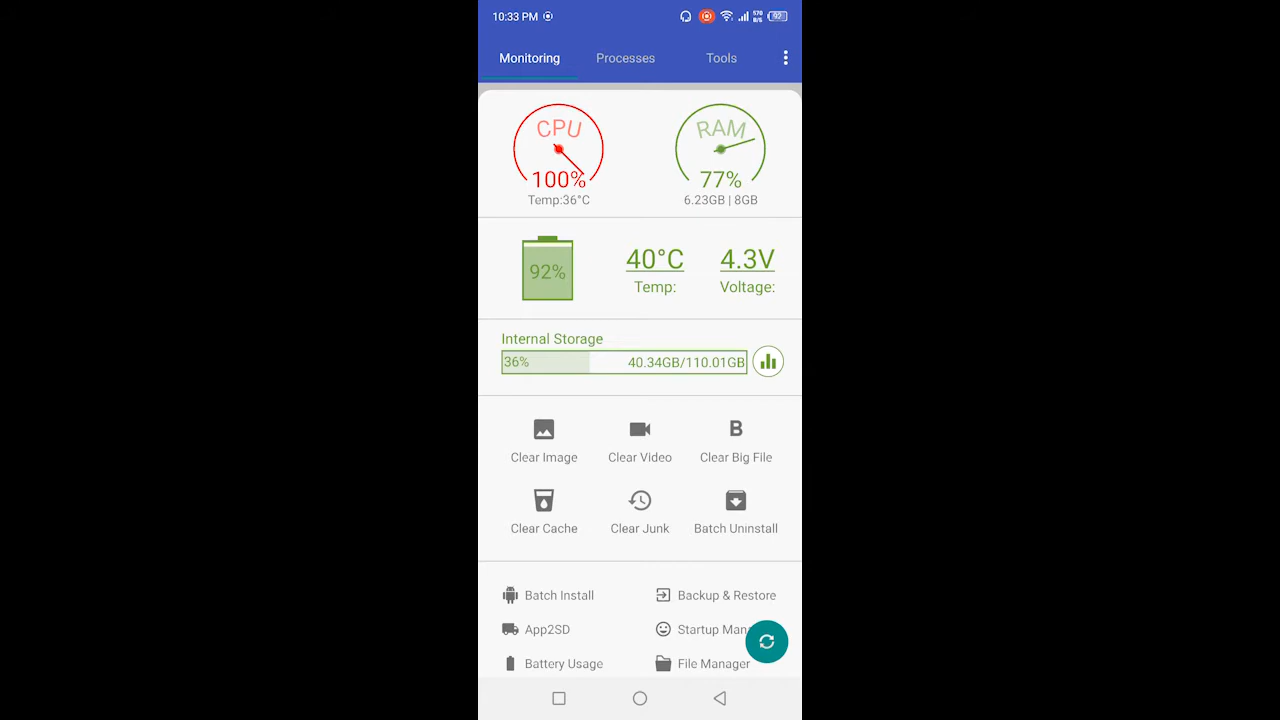 10:33 PM
570
B/S
92
Monitoring Processes Tools
CPU
100%
Temp:36°C
RAM
77%
6.23GB | 8GB
92%
40°C
Temp:
4.3V
Voltage:
Internal Storage
36% 40.34GB/110.01GB
Clear Image Clear Video Clear Big File
Clear Cache Clear Junk Batch Uninstall
Batch Install Backup & Restore
App2SD Startup Man
Battery Usage File Manager